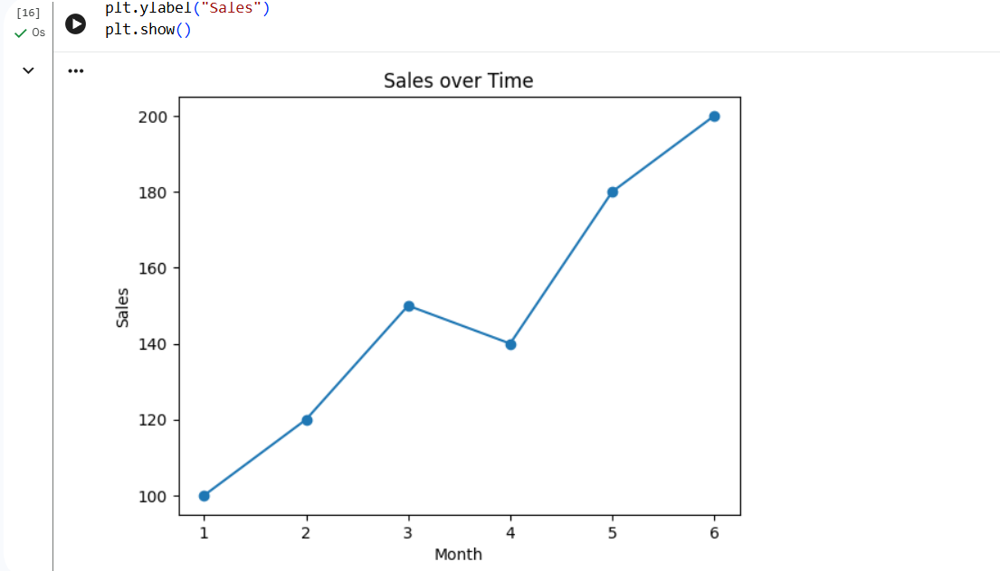 [16]
0s
plt.ylabel("Sales")
plt.show()
Sales over Time
200
180
160
140
120
100
Sales
1 2 3 4 5 6
Month